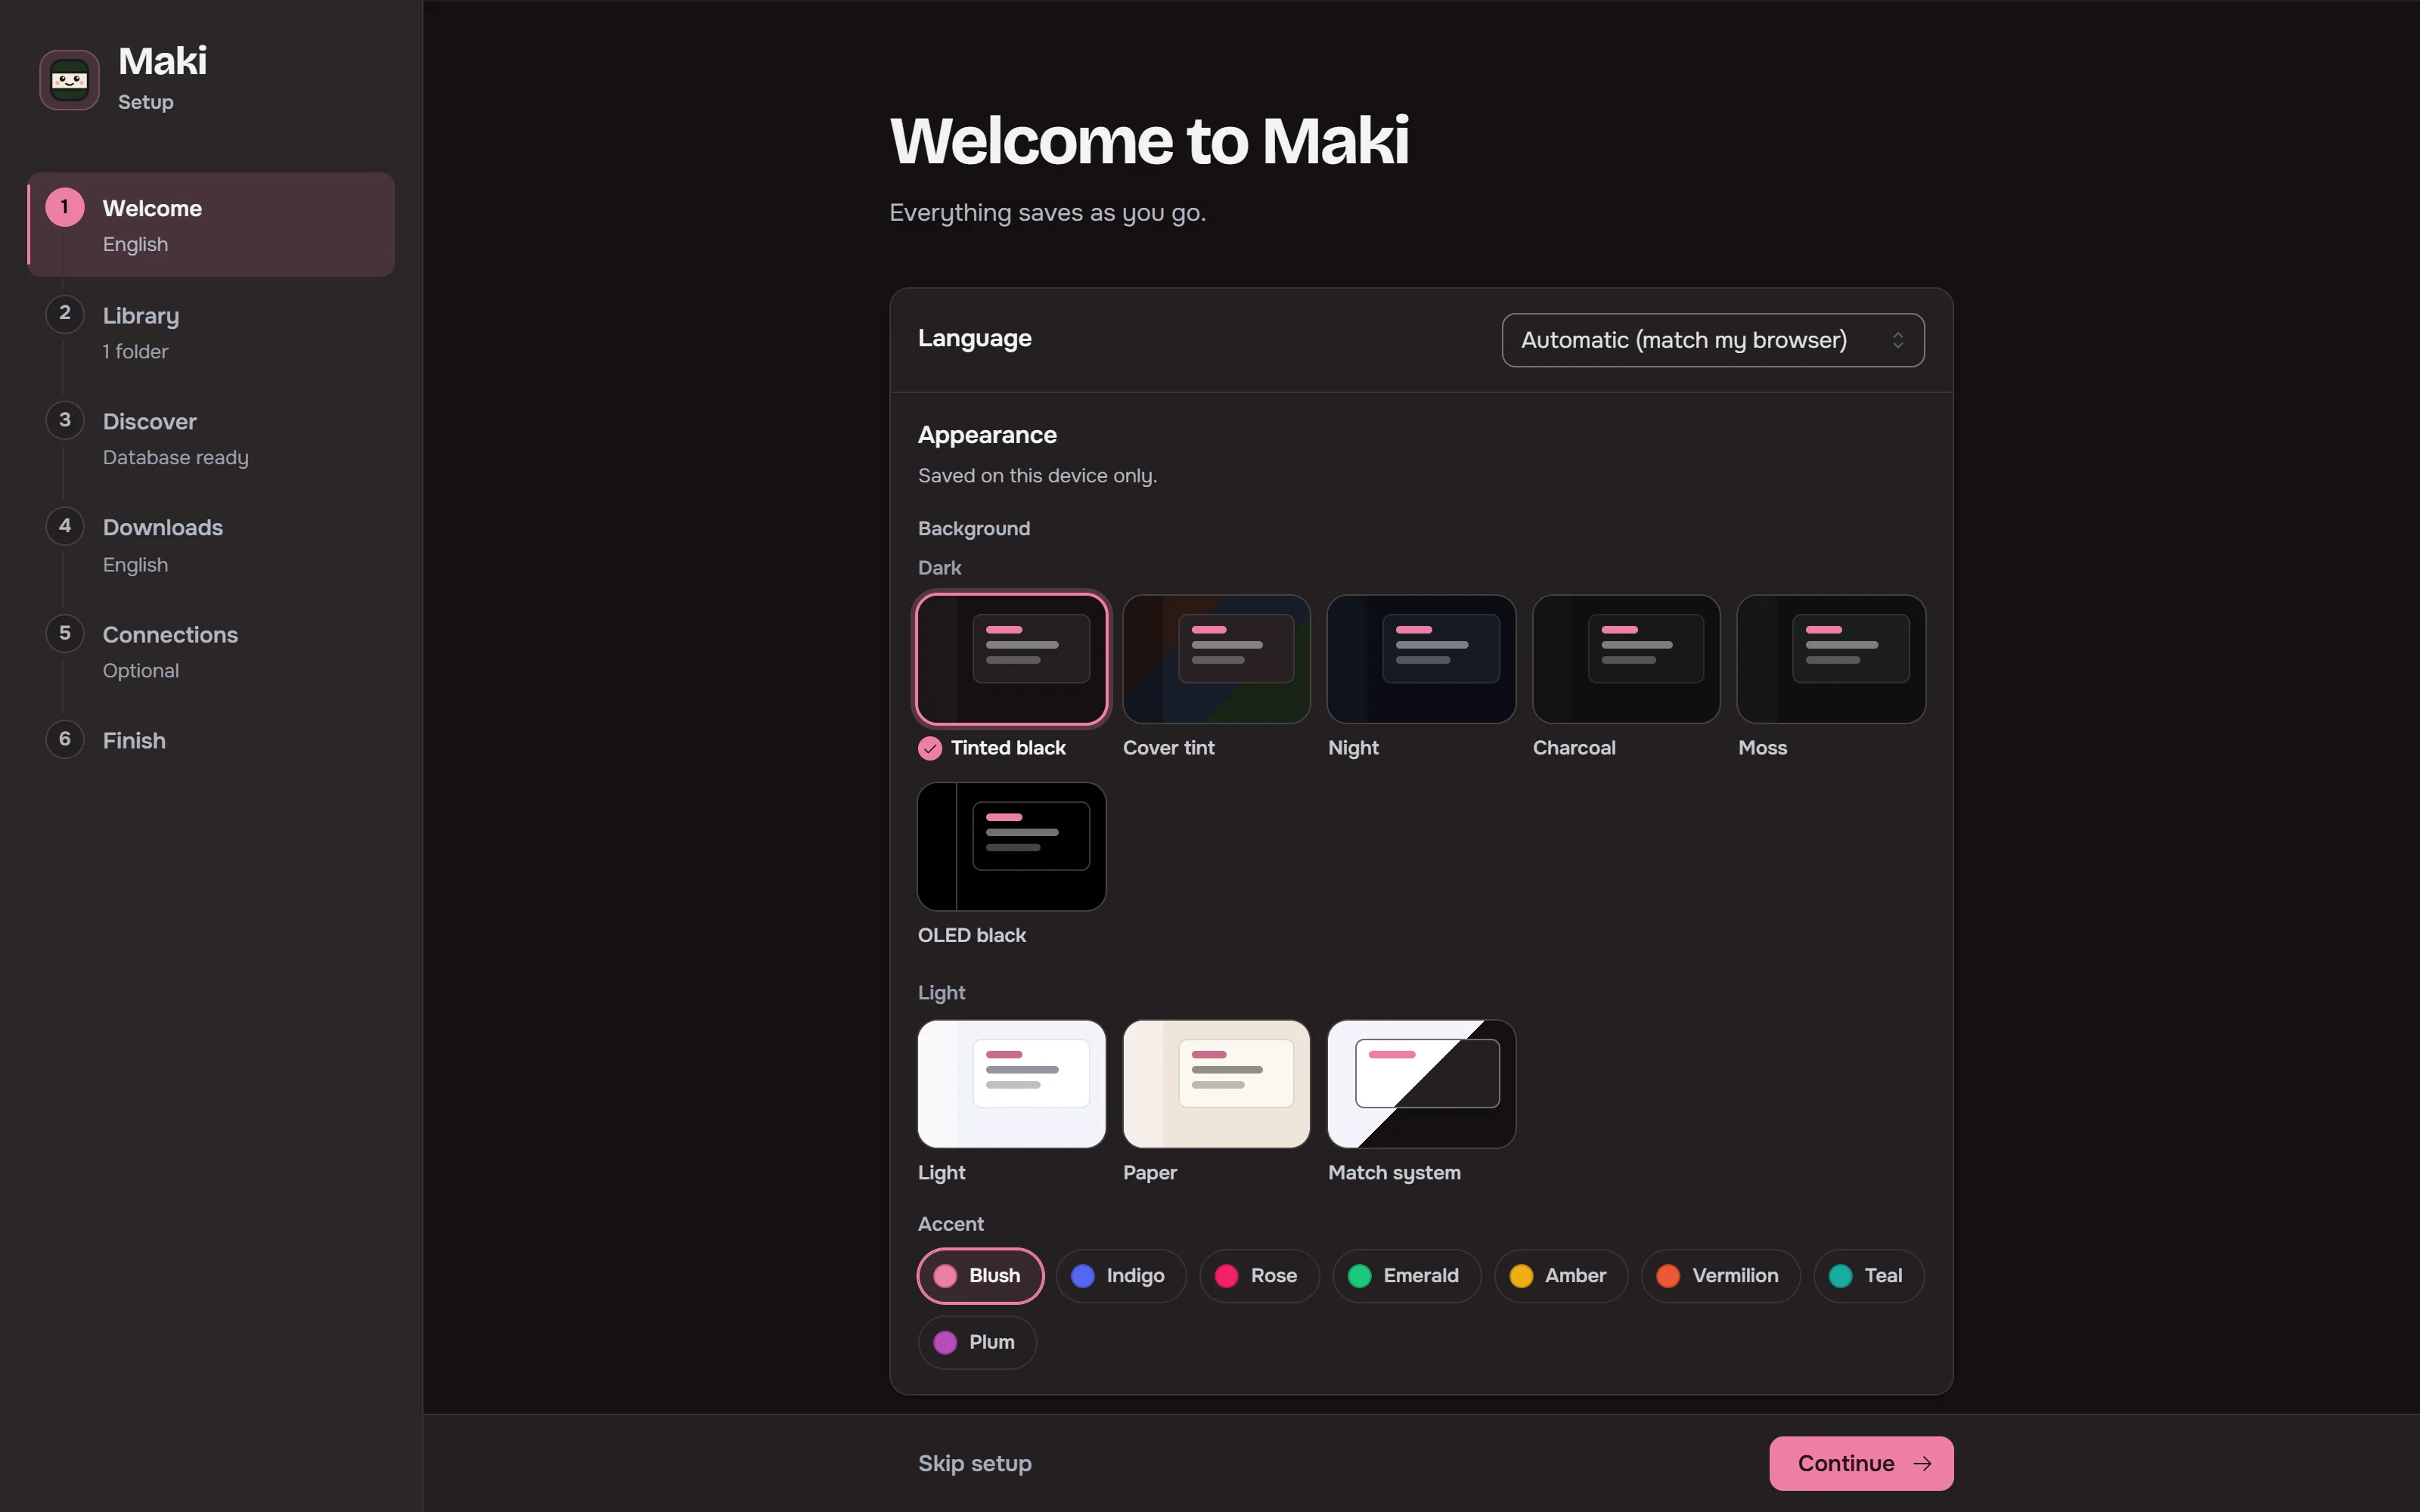 Maki
Setup
1
Welcome
English
2
Library
1 folder
3
Discover
Database ready
4
Downloads
English
5
Connections
Optional
6
Finish
Welcome to Maki
Everything saves as you go.
Language
Automatic (match my browser)
Appearance
Saved on this device only.
Background
Dark
Tinted black
Cover tint
Night
Charcoal
Moss
OLED black
Light
Light
Paper
Match system
Accent
Blush
Indigo
Rose
Emerald
Amber
Vermilion
Teal
Plum
Skip setup
Continue